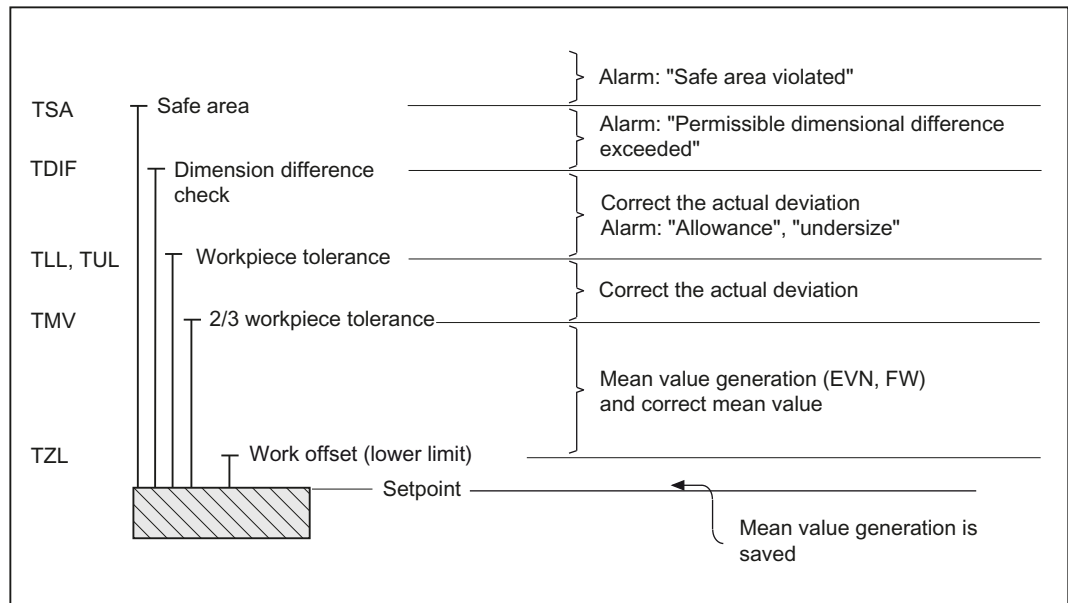 Alarm: "Safe area violated"
TSA
Safe area
Alarm: "Permissible dimensional difference
exceeded"
TDIF
Dimension difference
check
Correct the actual deviation
Alarm: "Allowance", "undersize"
TLL, TUL
Workpiece tolerance
Correct the actual deviation
TMV
2/3 workpiece tolerance
Mean value generation (EVN, FW)
and correct mean value
TZL
Work offset (lower limit)
Setpoint
Mean value generation is
saved